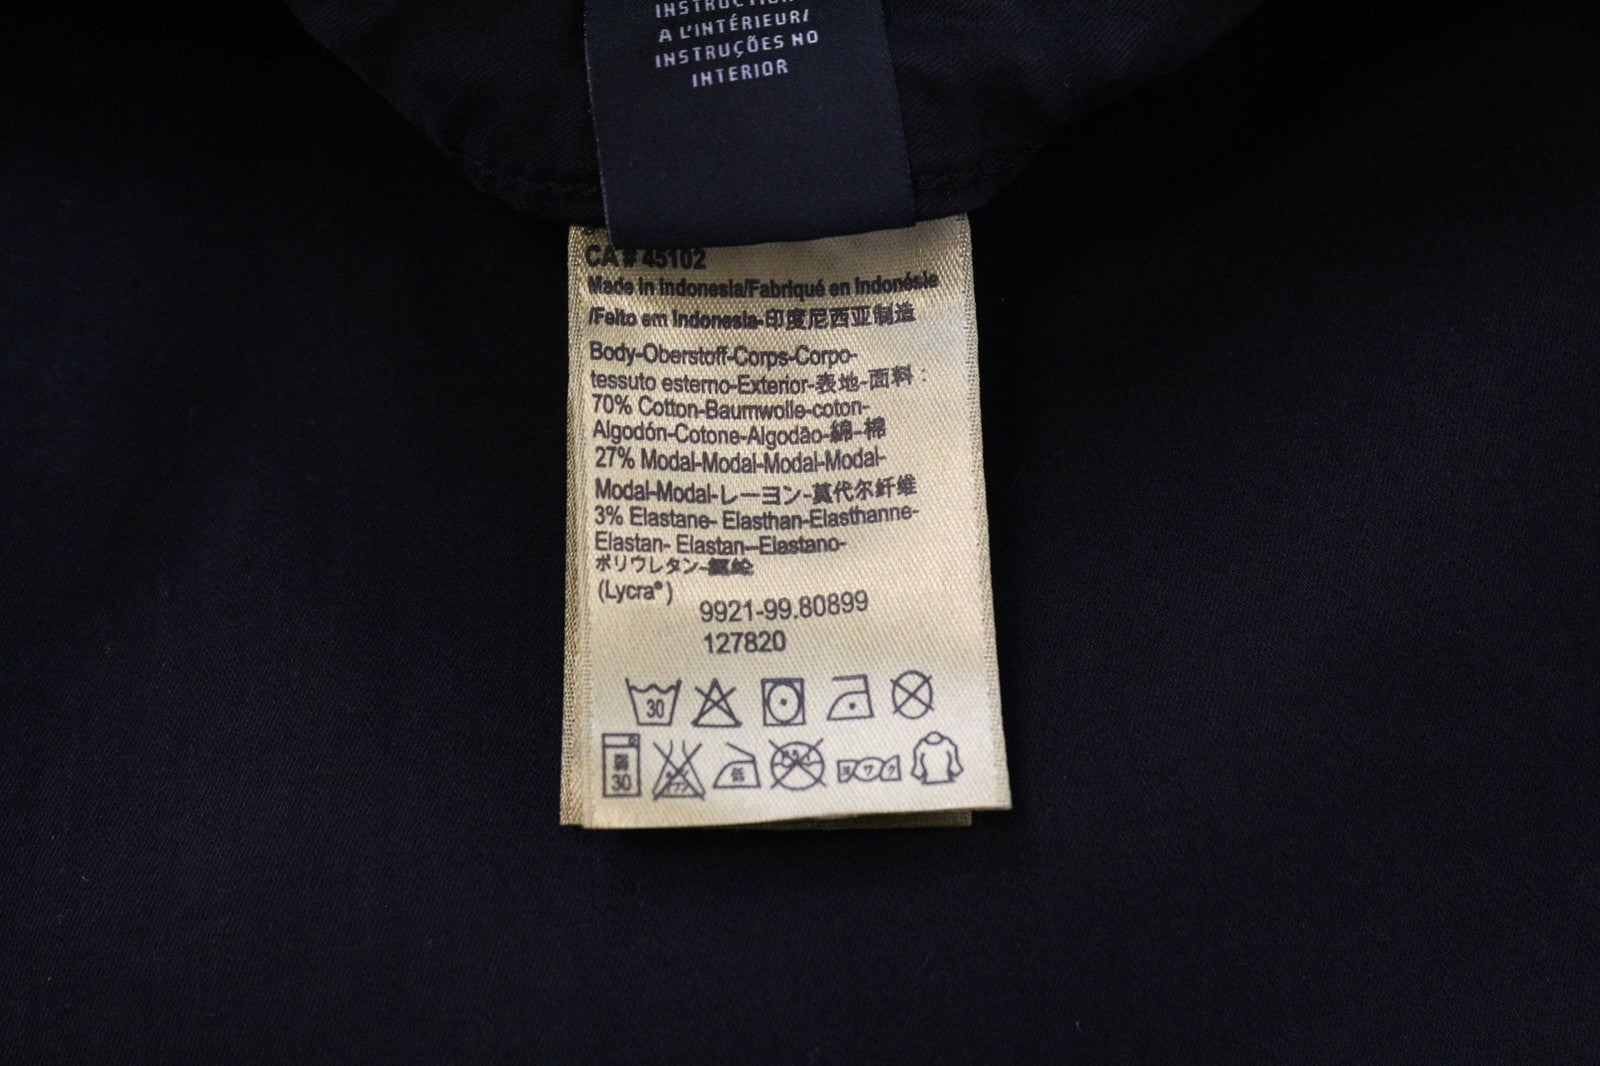 INSTRUCTION
A L'INTÉRIEUR/
INSTRUÇÕES NO
INTERIOR
CA # 45102
Made in Indonesia/Fabriqué en Indonésie
/Feito em Indonesia-印度尼西亚制造
Body-Oberstoff-Corps-Corpo-
tessuto esterno-Exterior-表地-面料:
70% Cotton-Baumwolle-coton-
Algodón-Cotone-Algodão-綿-棉
27% Modal-Modal-Modal-Modal-
Modal-Modal-レーヨン-莫代尔纤维
3% Elastane- Elasthan-Elasthanne-
Elastan- Elastan--Elastano-
ポリウレタン-氨纶
(Lycra®)
9921-99.80899
127820
30
弱
30
低